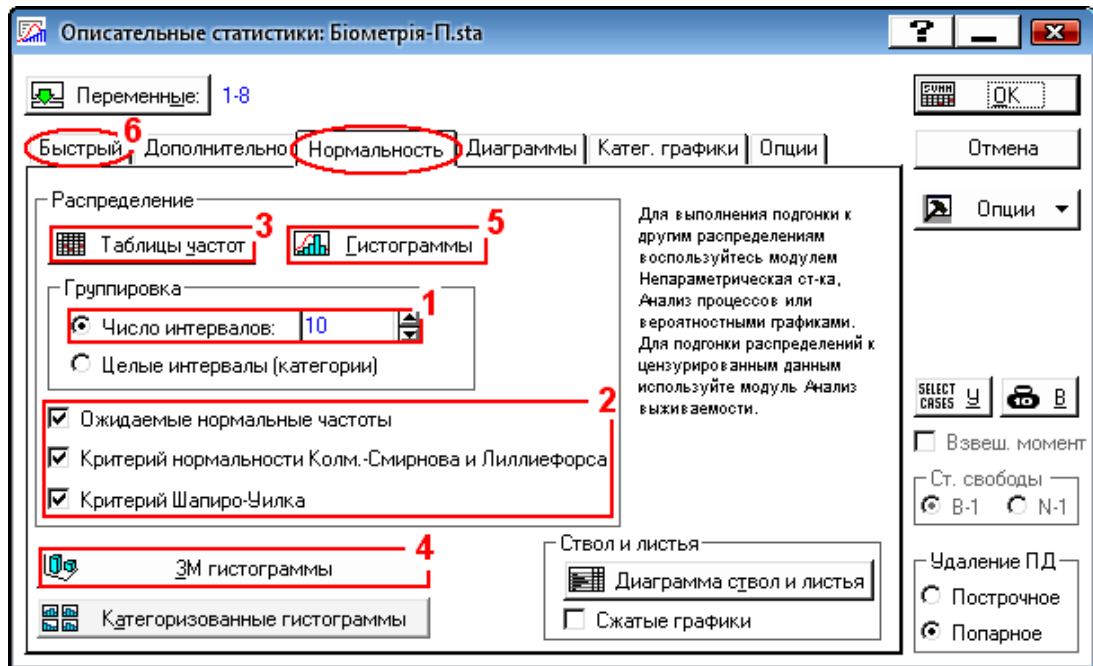 Описательные статистики: Біометрія-П.sta
?
Переменные: 1-8
OK
6
Быстрый Дополнительно Нормальность Диаграммы Катег. графики Опции
Отмена
Опции
Распределение
3
Таблицы частот
5
Гистограммы
Группировка
1
Число интервалов: 10
Целые интервалы (категории)
Для выполнения подгонки к
другим распределениям
воспользуйтесь модулем
Непараметрическая ст-ка,
Анализ процессов или
вероятностными графиками.
Для подгонки распределений к
цензурированным данным
используйте модуль Анализ
выживаемости.
2
Ожидаемые нормальные частоты
Критерий нормальности Колм.-Смирнова и Лиллиефорса
Критерий Шапиро-Уилка
SELECT CASES У
10 В
Взвеш. момент
Ст. свободы
В-1 N-1
4
3М гистограммы
Категоризованные гистограммы
Ствол и листья
Диаграмма ствол и листья
Сжатые графики
Удаление ПД
Построчное
Попарное